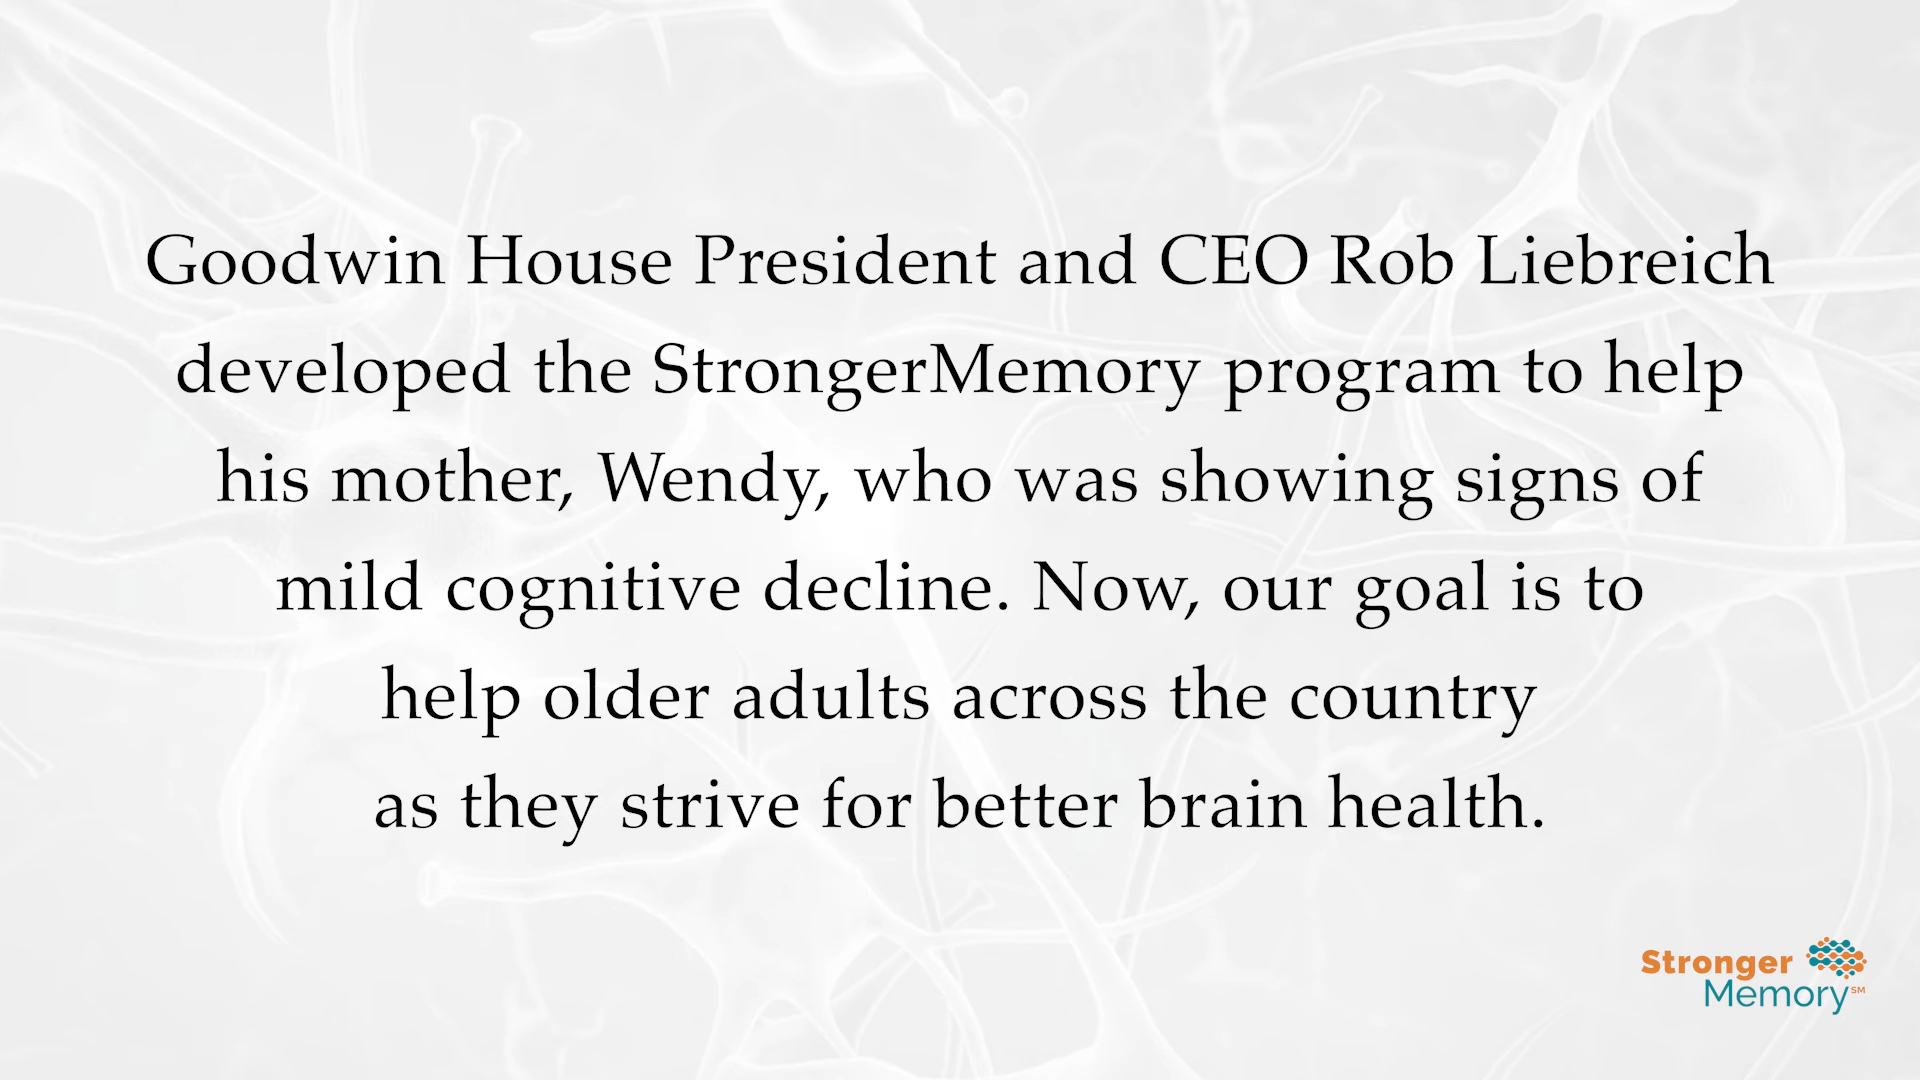 Goodwin House President and CEO Rob Liebreich
developed the StrongerMemory program to help
his mother, Wendy, who was showing signs of
mild cognitive decline. Now, our goal is to
help older adults across the country
as they strive for better brain health.
Stronger
Memory℠